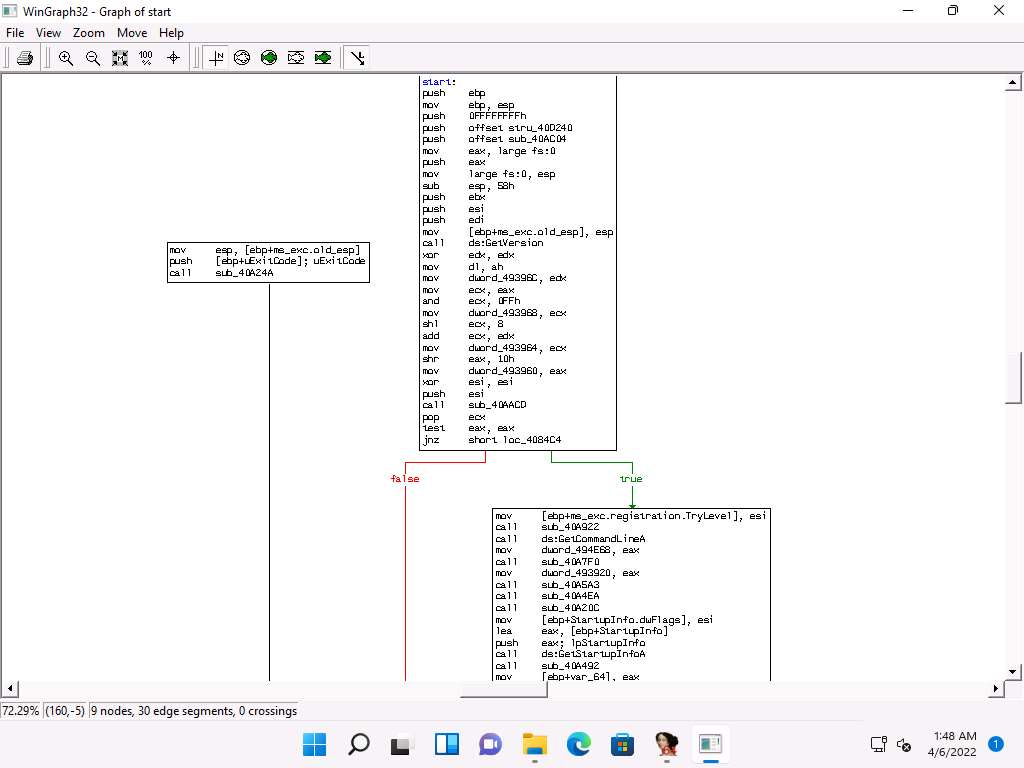 WinGraph32 - Graph of start
File View Zoom Move Help
100 %
start:
push ebp
mov ebp, esp
push 0FFFFFFFFh
push offset stru_40D240
push offset sub_40AC04
mov eax, large fs:0
push eax
mov large fs:0, esp
sub esp, 58h
push ebx
push esi
push edi
mov [ebp+ms_exc.old_esp], esp
call ds:GetVersion
xor edx, edx
mov dl, ah
mov dword_49396C, edx
mov ecx, eax
and ecx, 0FFh
mov dword_493968, ecx
shl ecx, 8
add ecx, edx
mov dword_493964, ecx
shr eax, 10h
mov dword_493960, eax
xor esi, esi
push esi
call sub_40AACD
pop ecx
test eax, eax
jnz short loc_4084C4
mov esp, [ebp+ms_exc.old_esp]
push [ebp+uExitCode]; uExitCode
call sub_40A24A
false
true
mov [ebp+ms_exc.registration.TryLevel], esi
call sub_40A922
call ds:GetCommandLineA
mov dword_494E68, eax
call sub_40A7F0
mov dword_493920, eax
call sub_40A5A3
call sub_40A4EA
call sub_40A20C
mov [ebp+StartupInfo.dwFlags], esi
lea eax, [ebp+StartupInfo]
push eax; lpStartupInfo
call ds:GetStartupInfoA
call sub_40A492
mov [ebp+var_64], eax
72.29% (160,-5) 9 nodes, 30 edge segments, 0 crossings
1:48 AM
4/6/2022
1